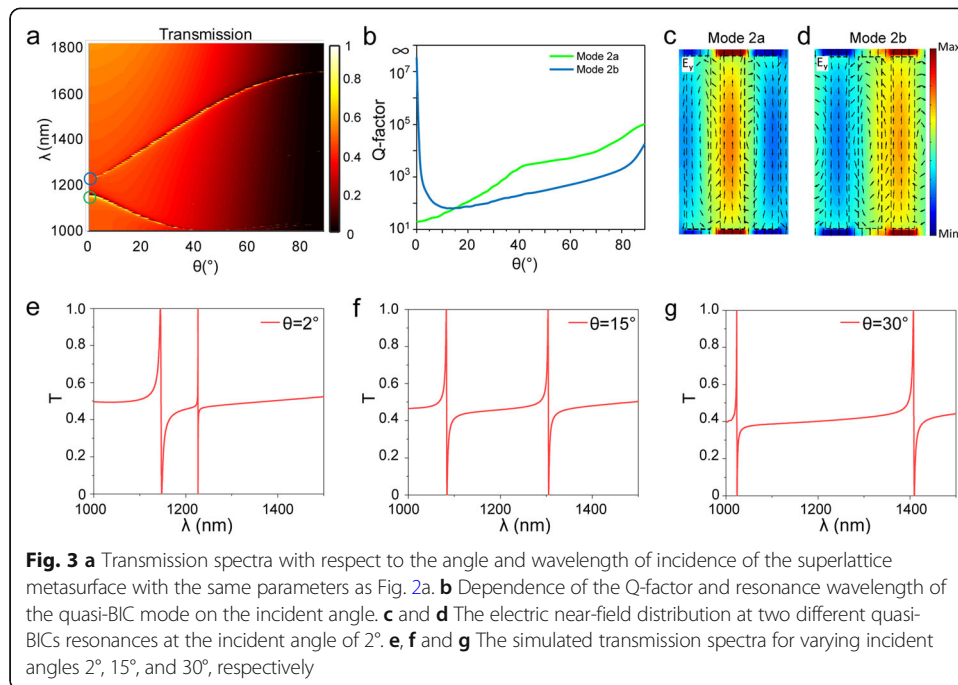 a Transmission
λ (nm)
1800
1600
1400
1200
1000
0 20 40 60 80
θ(°)
1
0.8
0.6
0.4
0.2
0
b
Q-factor
∞
10⁷
10⁵
10³
10¹
Mode 2a
Mode 2b
0 20 40 60 80
θ(°)
c Mode 2a
Eᵧ
d Mode 2b
Eᵧ
Max
Min
e
T
1.0
0.8
0.6
0.4
0.2
0
θ=2°
1000 1200 1400
λ (nm)
f
T
1.0
0.8
0.6
0.4
0.2
0
θ=15°
1000 1200 1400
λ (nm)
g
T
1.0
0.8
0.6
0.4
0.2
0
θ=30°
1000 1200 1400
λ (nm)
Fig. 3 a Transmission spectra with respect to the angle and wavelength of incidence of the superlattice
metasurface with the same parameters as Fig. 2a. b Dependence of the Q-factor and resonance wavelength of
the quasi-BIC mode on the incident angle. c and d The electric near-field distribution at two different quasi-
BICs resonances at the incident angle of 2°. e, f and g The simulated transmission spectra for varying incident
angles 2°, 15°, and 30°, respectively